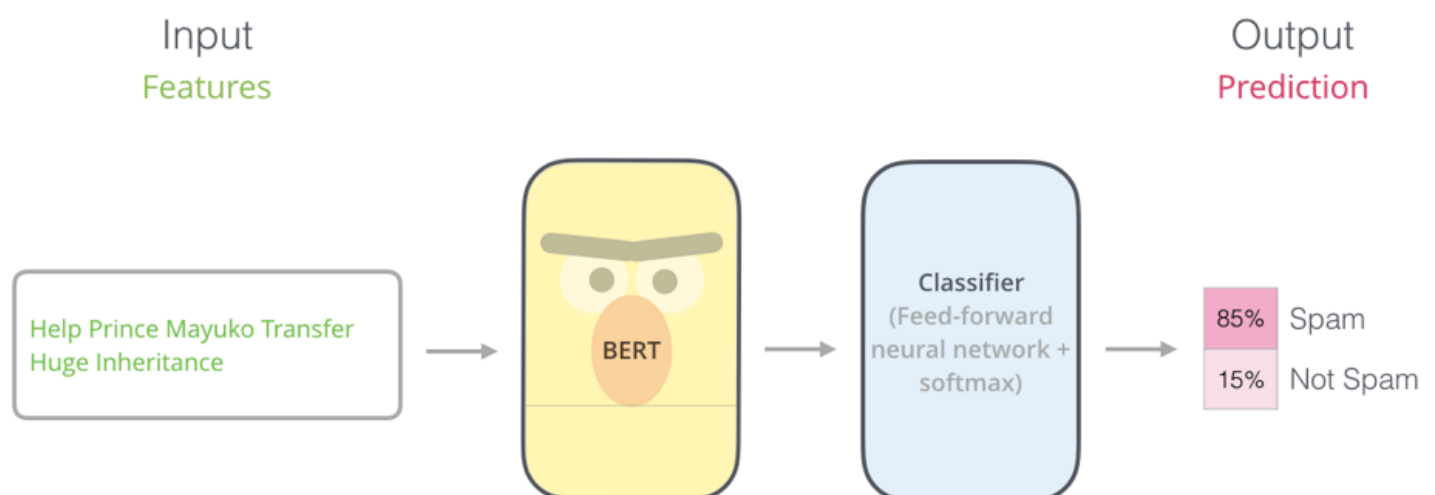 Input
Features
Output
Prediction
Help Prince Mayuko Transfer
Huge Inheritance
BERT
Classifier
(Feed-forward
neural network +
softmax)
85% Spam
15% Not Spam